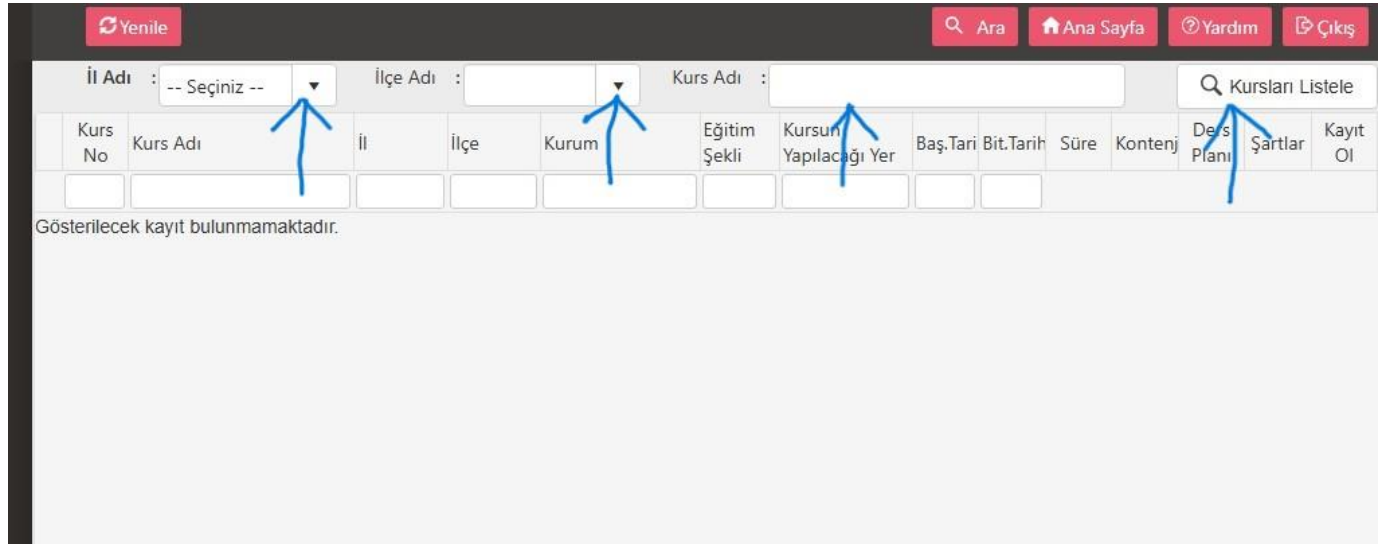 Yenile Ara Ana Sayfa Yardım Çıkış
İl Adı : -- Seçiniz -- İlçe Adı : Kurs Adı : Kursları Listele
Kurs No Kurs Adı İl İlçe Kurum Eğitim Şekli Kursun Yapılacağı Yer Baş.Tari Bit.Tarih Süre Kontenj Ders Planı Şartlar Kayıt Ol
Gösterilecek kayıt bulunmamaktadır.